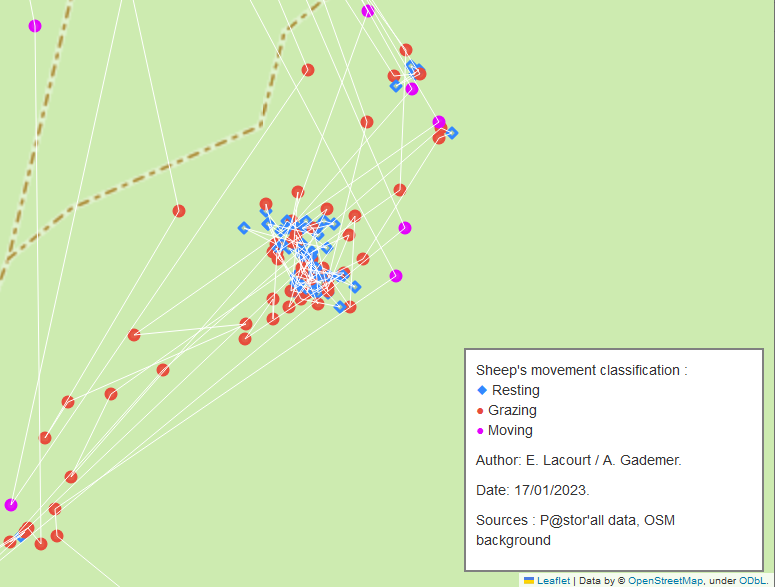 Sheep's movement classification :
Resting
Grazing
Moving
Author: E. Lacourt / A. Gademer.
Date: 17/01/2023.
Sources : P@stor'all data, OSM
background
Leaflet | Data by © OpenStreetMap, under ODbL.